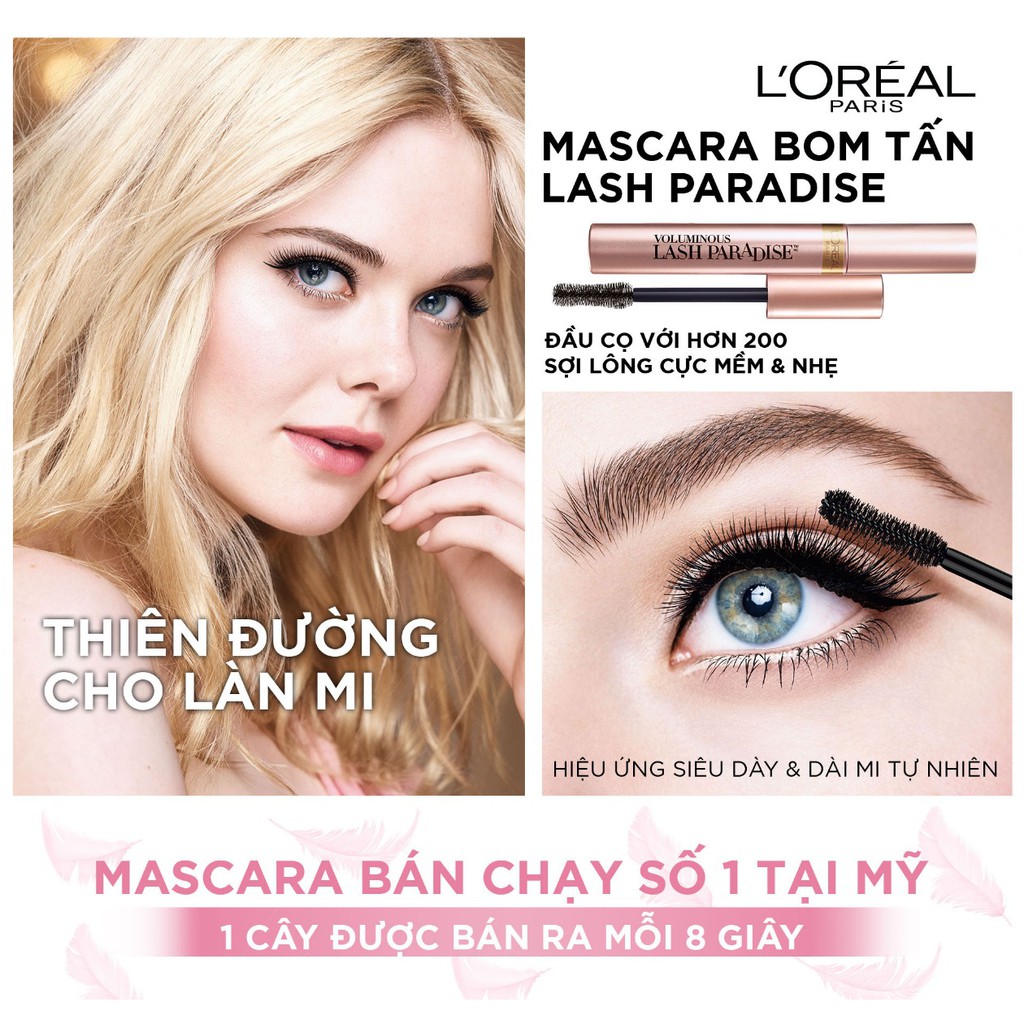 L'ORÉAL
PARiS
MASCARA BOM TẤN
LASH PARADISE
VOLUMINOUS
LASH PARADISE™
L'ORÉAL
ĐẦU CỌ VỚI HƠN 200
SỢI LÔNG CỰC MỀM & NHẸ
THIÊN ĐƯỜNG
CHO LÀN MI
HIỆU ỨNG SIÊU DÀY & DÀI MI TỰ NHIÊN
MASCARA BÁN CHẠY SỐ 1 TẠI MỸ
1 CÂY ĐƯỢC BÁN RA MỖI 8 GIÂY